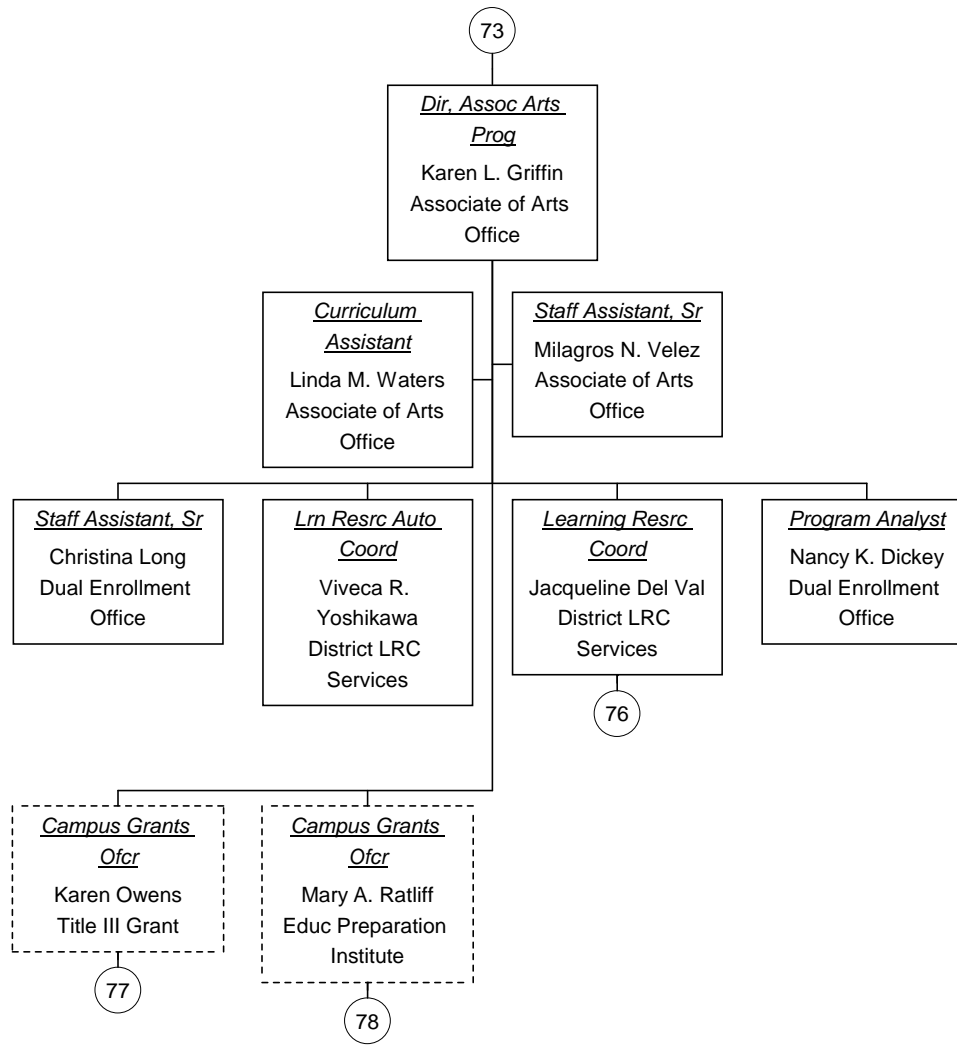 73
Dir, Assoc Arts
Prog
Karen L. Griffin
Associate of Arts
Office
Curriculum
Assistant
Linda M. Waters
Associate of Arts
Office
Staff Assistant, Sr
Milagros N. Velez
Associate of Arts
Office
Staff Assistant, Sr
Christina Long
Dual Enrollment
Office
Lrn Resrc Auto
Coord
Viveca R.
Yoshikawa
District LRC
Services
Learning Resrc
Coord
Jacqueline Del Val
District LRC
Services
76
Program Analyst
Nancy K. Dickey
Dual Enrollment
Office
Campus Grants
Ofcr
Karen Owens
Title III Grant
77
Campus Grants
Ofcr
Mary A. Ratliff
Educ Preparation
Institute
78